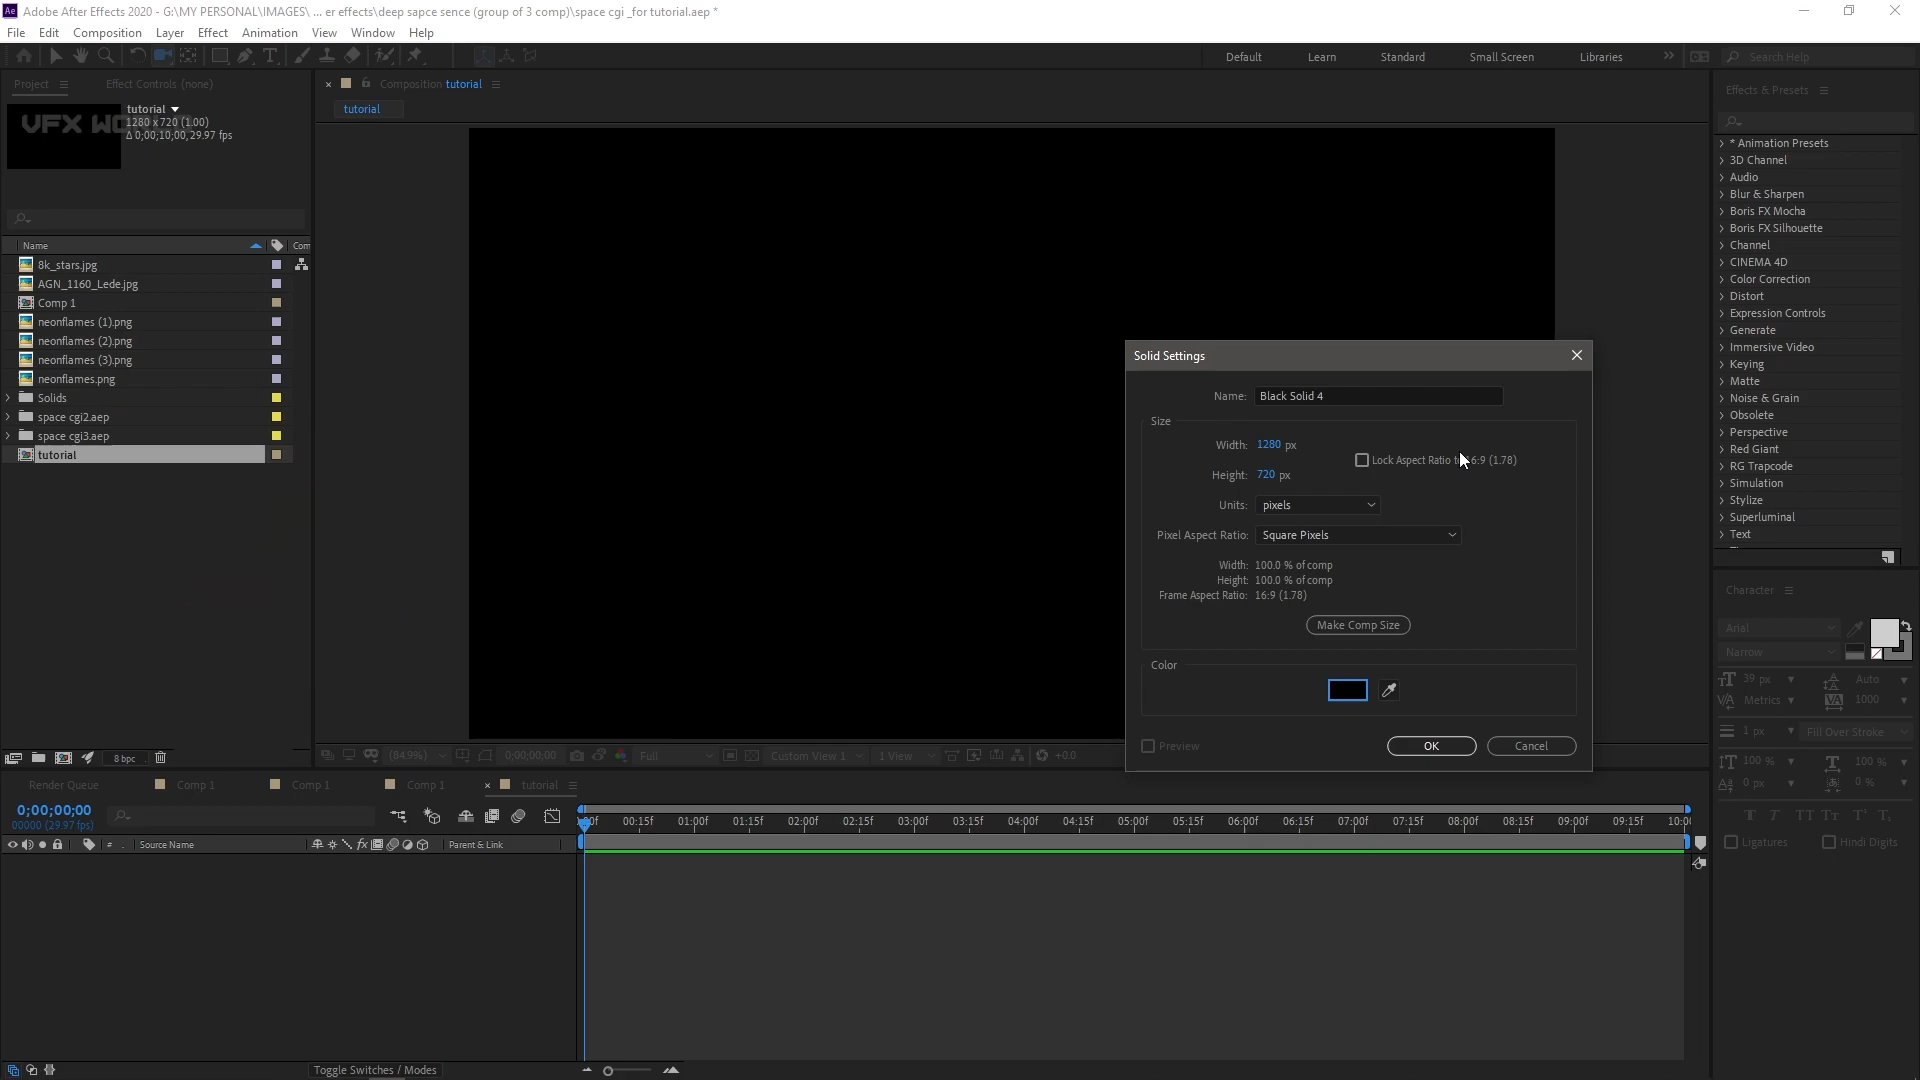 Ae Adobe After Effects 2020 - G:\MY PERSONAL\IMAGES\ ... er effects\deep sapce sence (group of 3 comp)\space cgi _for tutorial.aep *
File Edit Composition Layer Effect Animation View Window Help
Default Learn Standard Small Screen Libraries Search Help
Project Effect Controls (none)
Composition tutorial
Effects & Presets
tutorial
tutorial
1280 x 720 (1.00)
Δ 0;00;10;00, 29.97 fps
VFX
Name Com
8k_stars.jpg
AGN_1160_Lede.jpg
Comp 1
neonflames (1).png
neonflames (2).png
neonflames (3).png
neonflames.png
Solids
space cgi2.aep
space cgi3.aep
tutorial
8 bpc
Solid Settings
Name: Black Solid 4
Size
Width: 1280 px
Lock Aspect Ratio 6:9 (1.78)
Height: 720 px
Units: pixels
Pixel Aspect Ratio: Square Pixels
Width: 100.0 % of comp
Height: 100.0 % of comp
Frame Aspect Ratio: 16:9 (1.78)
Make Comp Size
Color
Preview OK Cancel
* Animation Presets
3D Channel
Audio
Blur & Sharpen
Boris FX Mocha
Boris FX Silhouette
Channel
CINEMA 4D
Color Correction
Distort
Expression Controls
Generate
Immersive Video
Keying
Matte
Noise & Grain
Obsolete
Perspective
Red Giant
RG Trapcode
Simulation
Stylize
Superluminal
Text
Character
Arial
Narrow
39 px Auto
Metrics 1000
1 px Fill Over Stroke
100 % 100 %
0 px 0 %
T T TT Tт T¹ T₁
Ligatures Hindi Digits
(84.9%) 0;00;00;00 Full Custom View 1 1 View +0.0
Render Queue Comp 1 Comp 1 Comp 1 tutorial
0;00;00;00
00000 (29.97 fps)
00f 00:15f 01:00f 01:15f 02:00f 02:15f 03:00f 03:15f 04:00f 04:15f 05:00f 05:15f 06:00f 06:15f 07:00f 07:15f 08:00f 08:15f 09:00f 09:15f 10:00
# Source Name fx Parent & Link
Toggle Switches / Modes